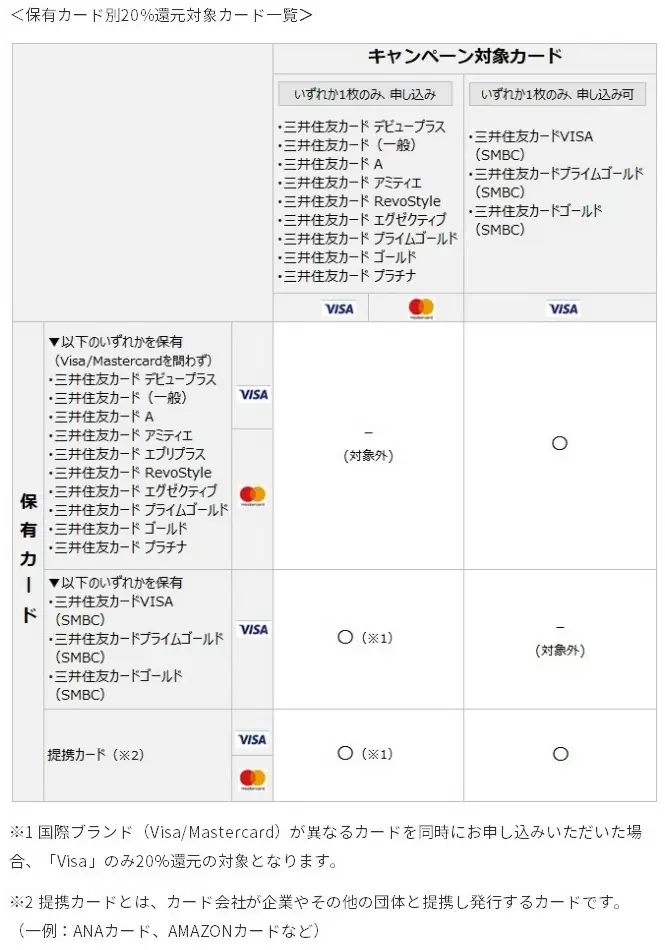 ＜保有カード別20％還元対象カード一覧＞
キャンペーン対象カード
いずれか1枚のみ、申し込み
いずれか1枚のみ、申し込み可
・三井住友カード デビュープラス
・三井住友カード（一般）
・三井住友カード A
・三井住友カード アミティエ
・三井住友カード RevoStyle
・三井住友カード エグゼクティブ
・三井住友カード プライムゴールド
・三井住友カード ゴールド
・三井住友カード プラチナ
・三井住友カードVISA
（SMBC）
・三井住友カードプライムゴールド
（SMBC）
・三井住友カードゴールド
（SMBC）
VISA
mastercard
VISA
保有カード
▼以下のいずれかを保有
（Visa/Mastercardを問わず）
・三井住友カード デビュープラス
・三井住友カード（一般）
・三井住友カード A
・三井住友カード アミティエ
・三井住友カード エブリプラス
・三井住友カード RevoStyle
・三井住友カード エグゼクティブ
・三井住友カード プライムゴールド
・三井住友カード ゴールド
・三井住友カード プラチナ
VISA
mastercard
－
(対象外)
〇
▼以下のいずれかを保有
・三井住友カードVISA
（SMBC）
・三井住友カードプライムゴールド
（SMBC）
・三井住友カードゴールド
（SMBC）
VISA
〇（※1）
－
(対象外)
提携カード（※2）
VISA
mastercard
〇（※1）
〇
※1 国際ブランド（Visa/Mastercard）が異なるカードを同時にお申し込みいただいた場
合、「Visa」のみ20％還元の対象となります。
※2 提携カードとは、カード会社が企業やその他の団体と提携し発行するカードです。
（一例：ANAカード、AMAZONカードなど）